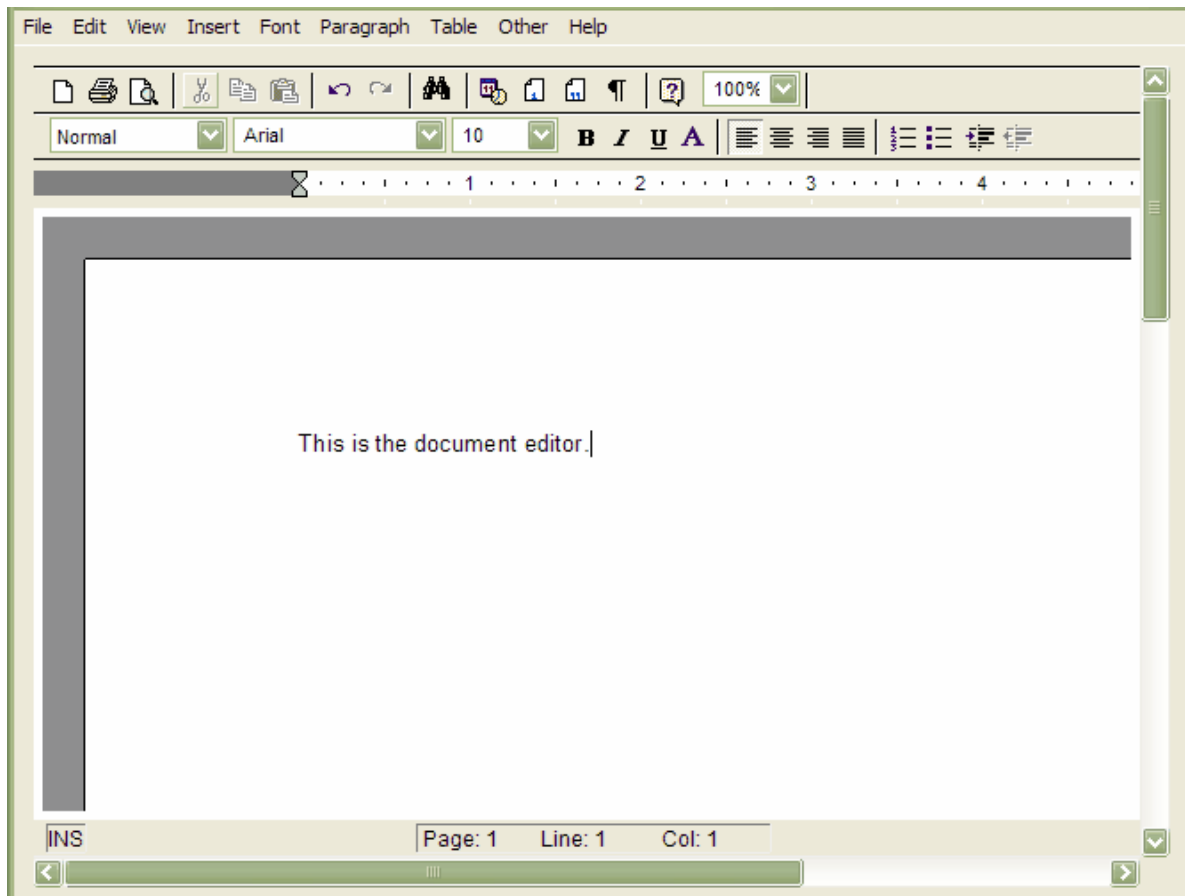 File Edit View Insert Font Paragraph Table Other Help
100%
Normal Arial 10 B I U A
1 2 3 4
This is the document editor.
INS Page: 1 Line: 1 Col: 1